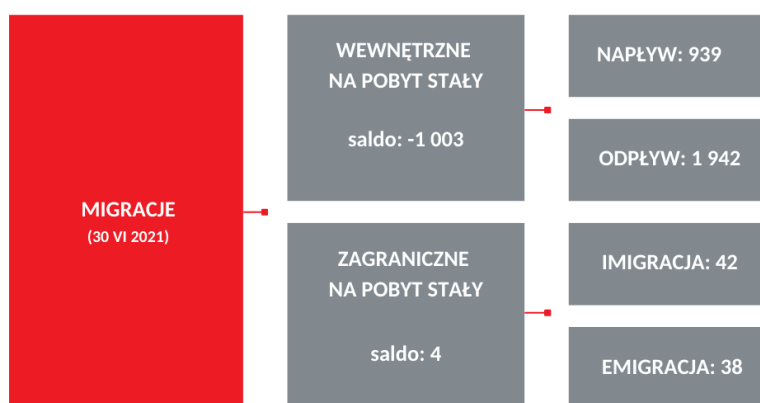 MIGRACJE
(30 VI 2021)
WEWNĘTRZNE
NA POBYT STAŁY
saldo: -1 003
NAPŁYW: 939
ODPŁYW: 1 942
ZAGRANICZNE
NA POBYT STAŁY
saldo: 4
IMIGRACJA: 42
EMIGRACJA: 38